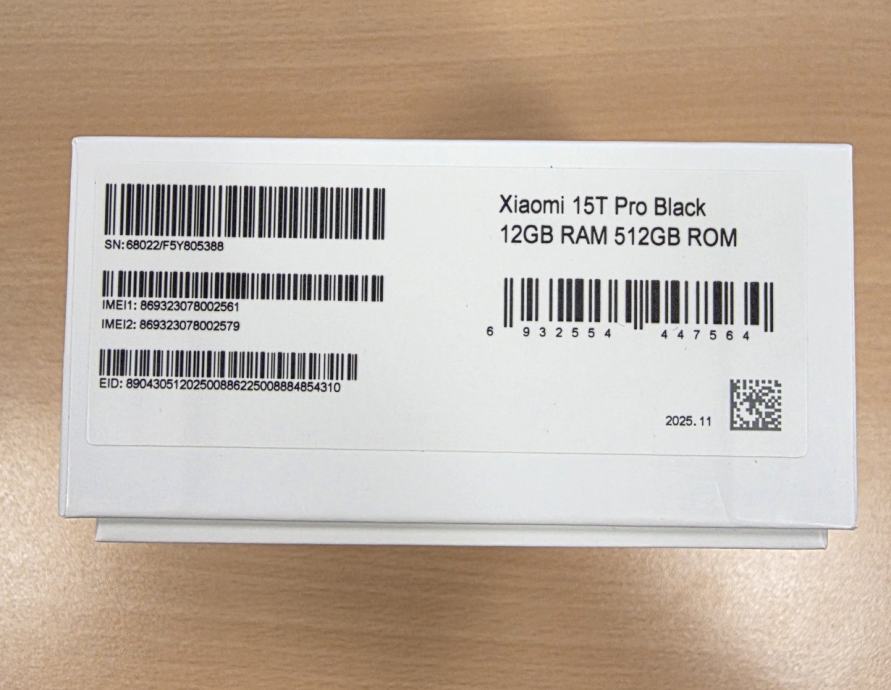 Xiaomi 15T Pro Black
12GB RAM 512GB ROM
SN:68022/F5Y805388
IMEI1: 869323078002561
IMEI2: 869323078002579
EID: 89043051202500886225008884854310
6 932554 447564
2025.11